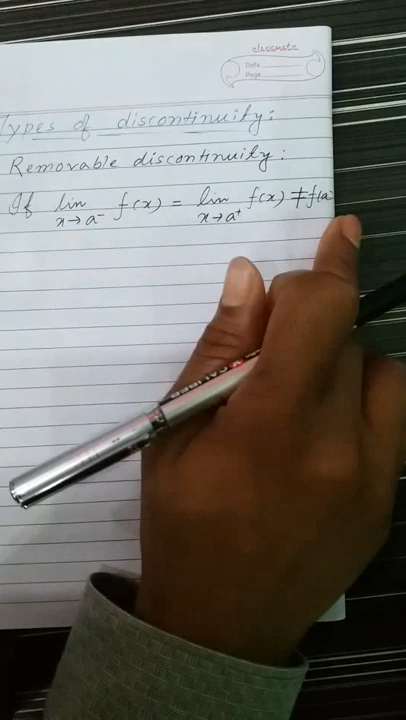 classmate
Date
Page
Types of discontinuity:
Removable discontinuity:
If lim x→a⁻ f(x) = lim x→a⁺ f(x) ≠ f(a